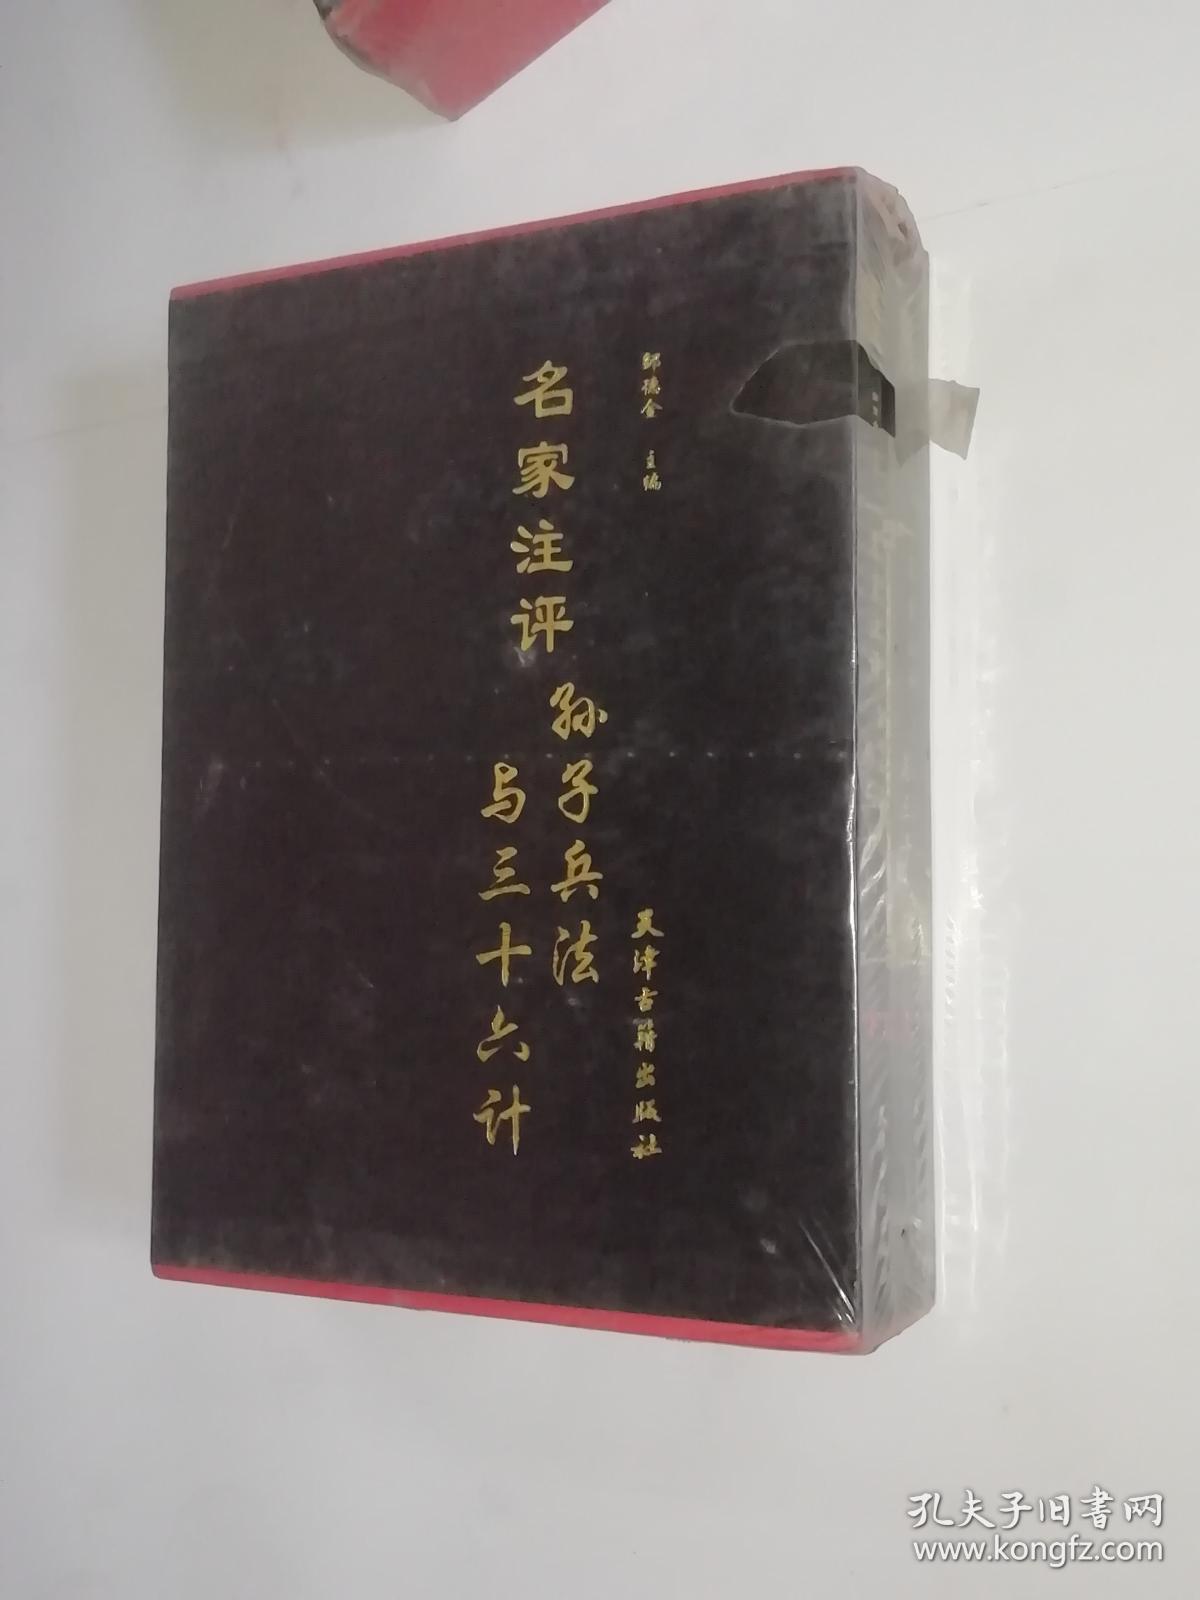 邹德金 主编
名家注评
孙子兵法
与三十六计
天津古籍出版社
孔夫子旧书网
www.kongfz.com